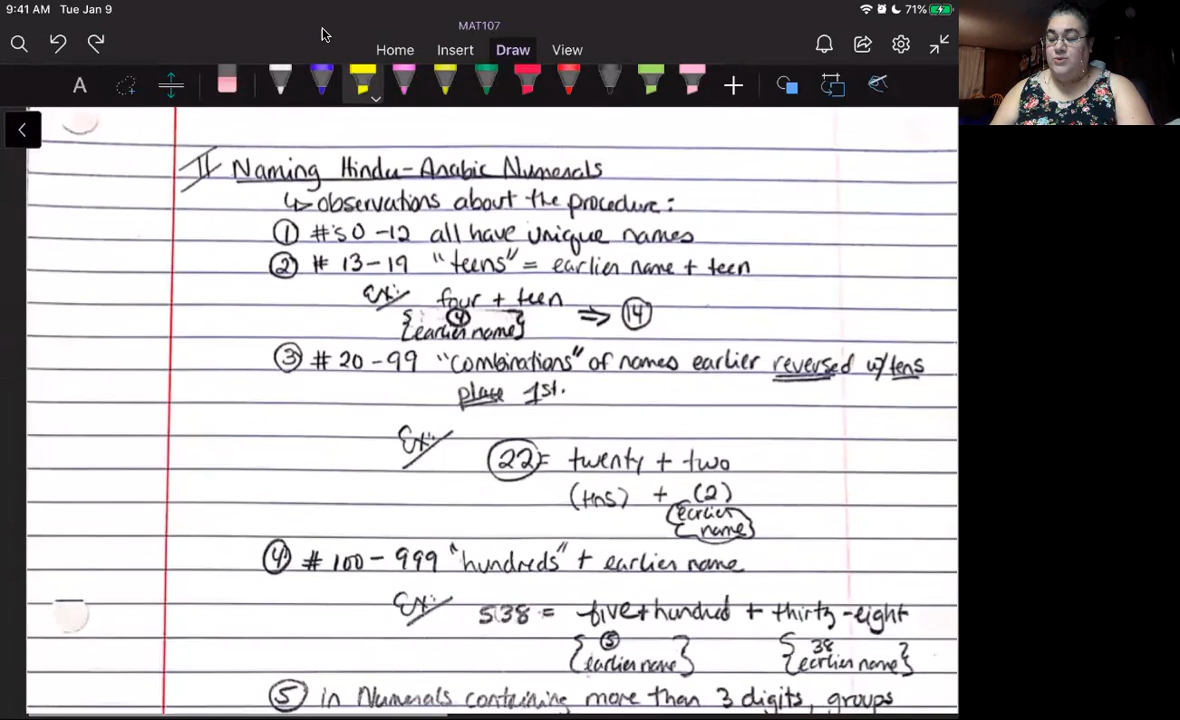 9:41 AM Tue Jan 9
71%
MAT107
Home Insert Draw View
A
II Naming Hindu-Arabic Numerals
↳ observations about the procedure:
① #'s 0-12 all have unique names
② # 13-19 "teens" = earlier name + teen
Ex: four + teen ⇒ 14
④
{earlier name}
③ # 20-99 "combinations" of names earlier reversed w/ tens
place 1st.
Ex:
22 = twenty + two
(tns) + (2)
{earlier
name}
④ # 100-999 "hundreds" + earlier name
Ex: 538 = five+hundred + thirty-eight
⑤ 38
{earlier name} {earlier name}
⑤ in Numerals containing more than 3 digits, groups